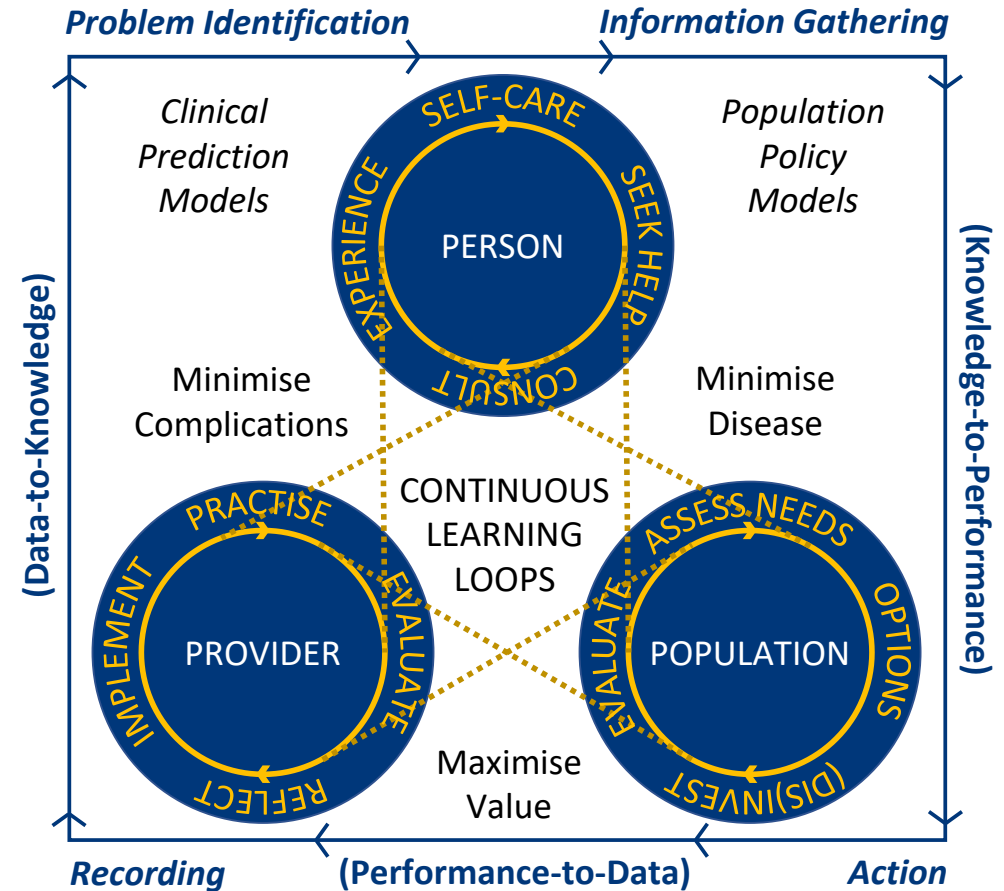 Problem Identification
Information Gathering
Clinical
Prediction
Models
Population
Policy
Models
SELF-CARE
SEEK HELP
CONSULT
EXPERIENCE
PERSON
(Data-to-Knowledge)
(Knowledge-to-Performance)
Minimise
Complications
Minimise
Disease
CONTINUOUS
LEARNING
LOOPS
PRACTISE
EVALUATE
REFLECT
IMPLEMENT
PROVIDER
ASSESS NEEDS
OPTIONS
(DIS)INVEST
EVALUATE
POPULATION
Maximise
Value
Recording
(Performance-to-Data)
Action